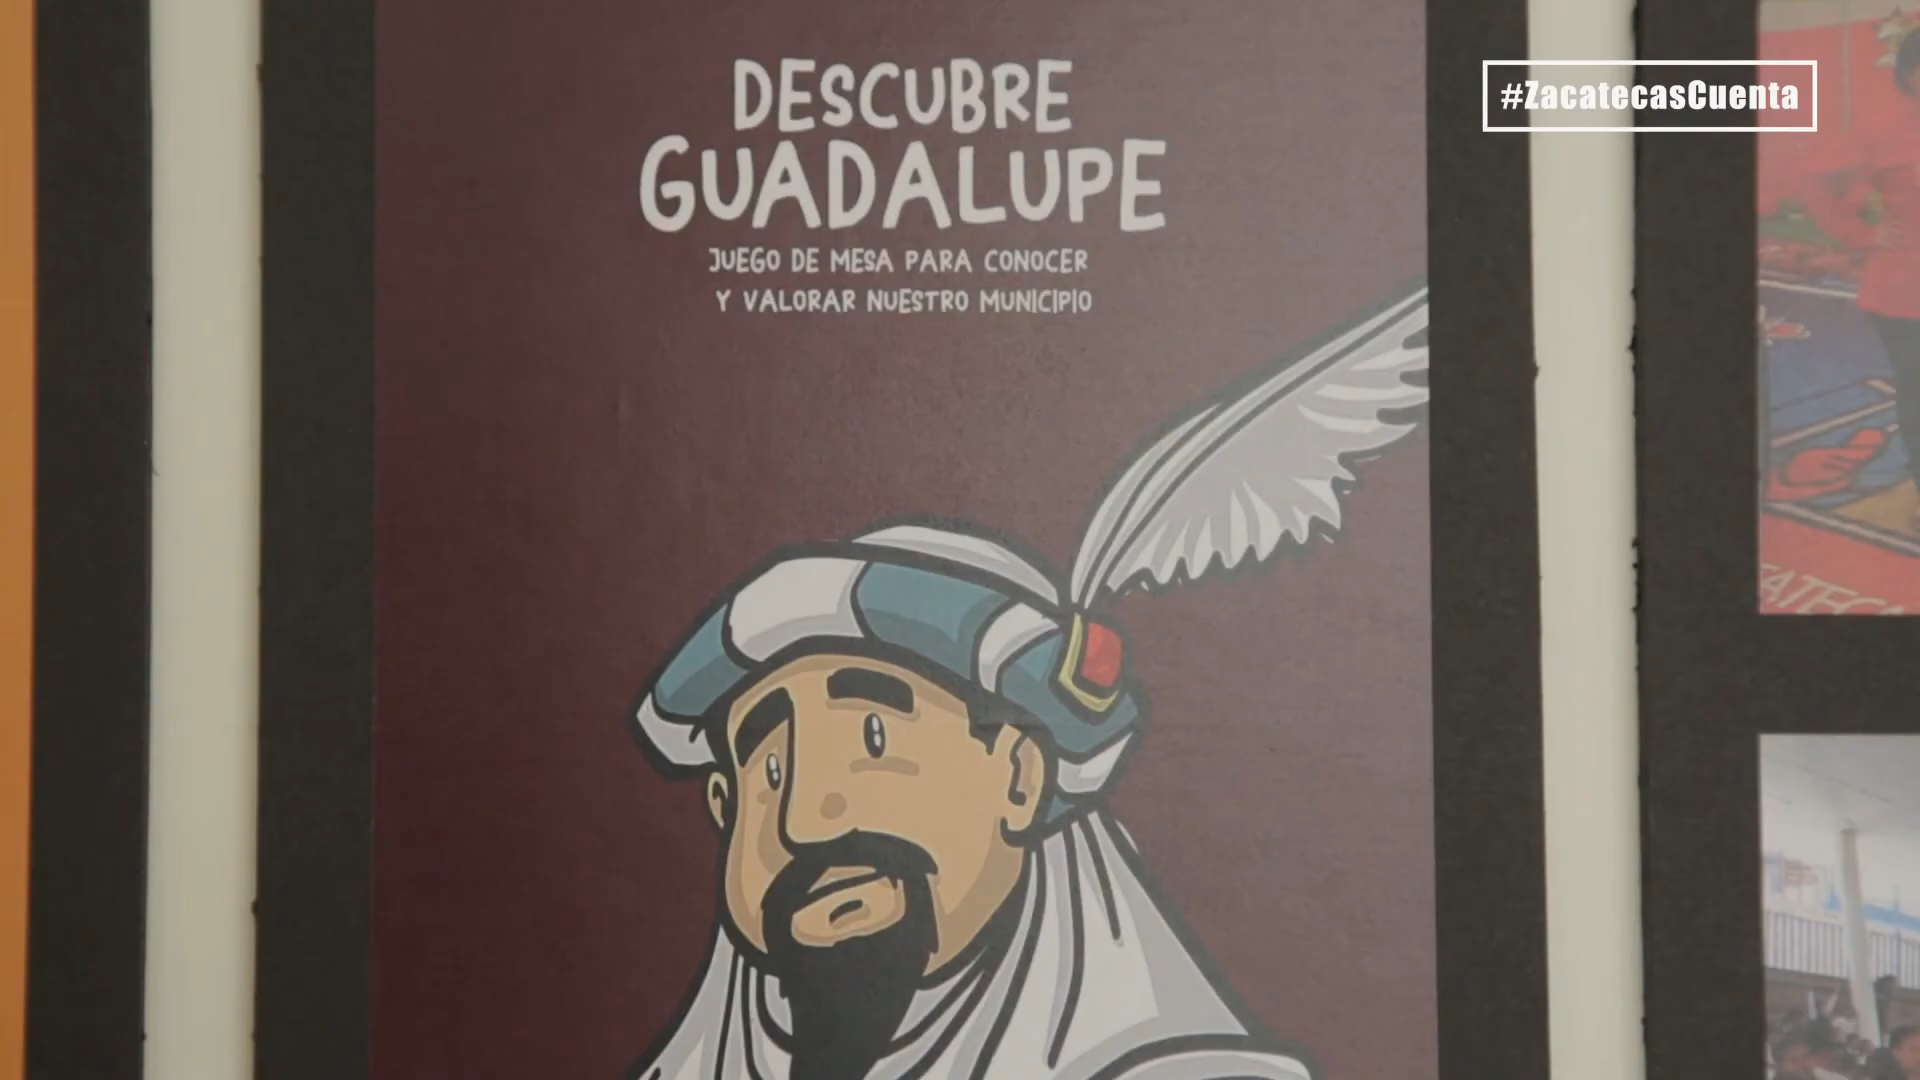 DESCUBRE
GUADALUPE
JUEGO DE MESA PARA CONOCER
Y VALORAR NUESTRO MUNICIPIO
#ZacatecasCuenta